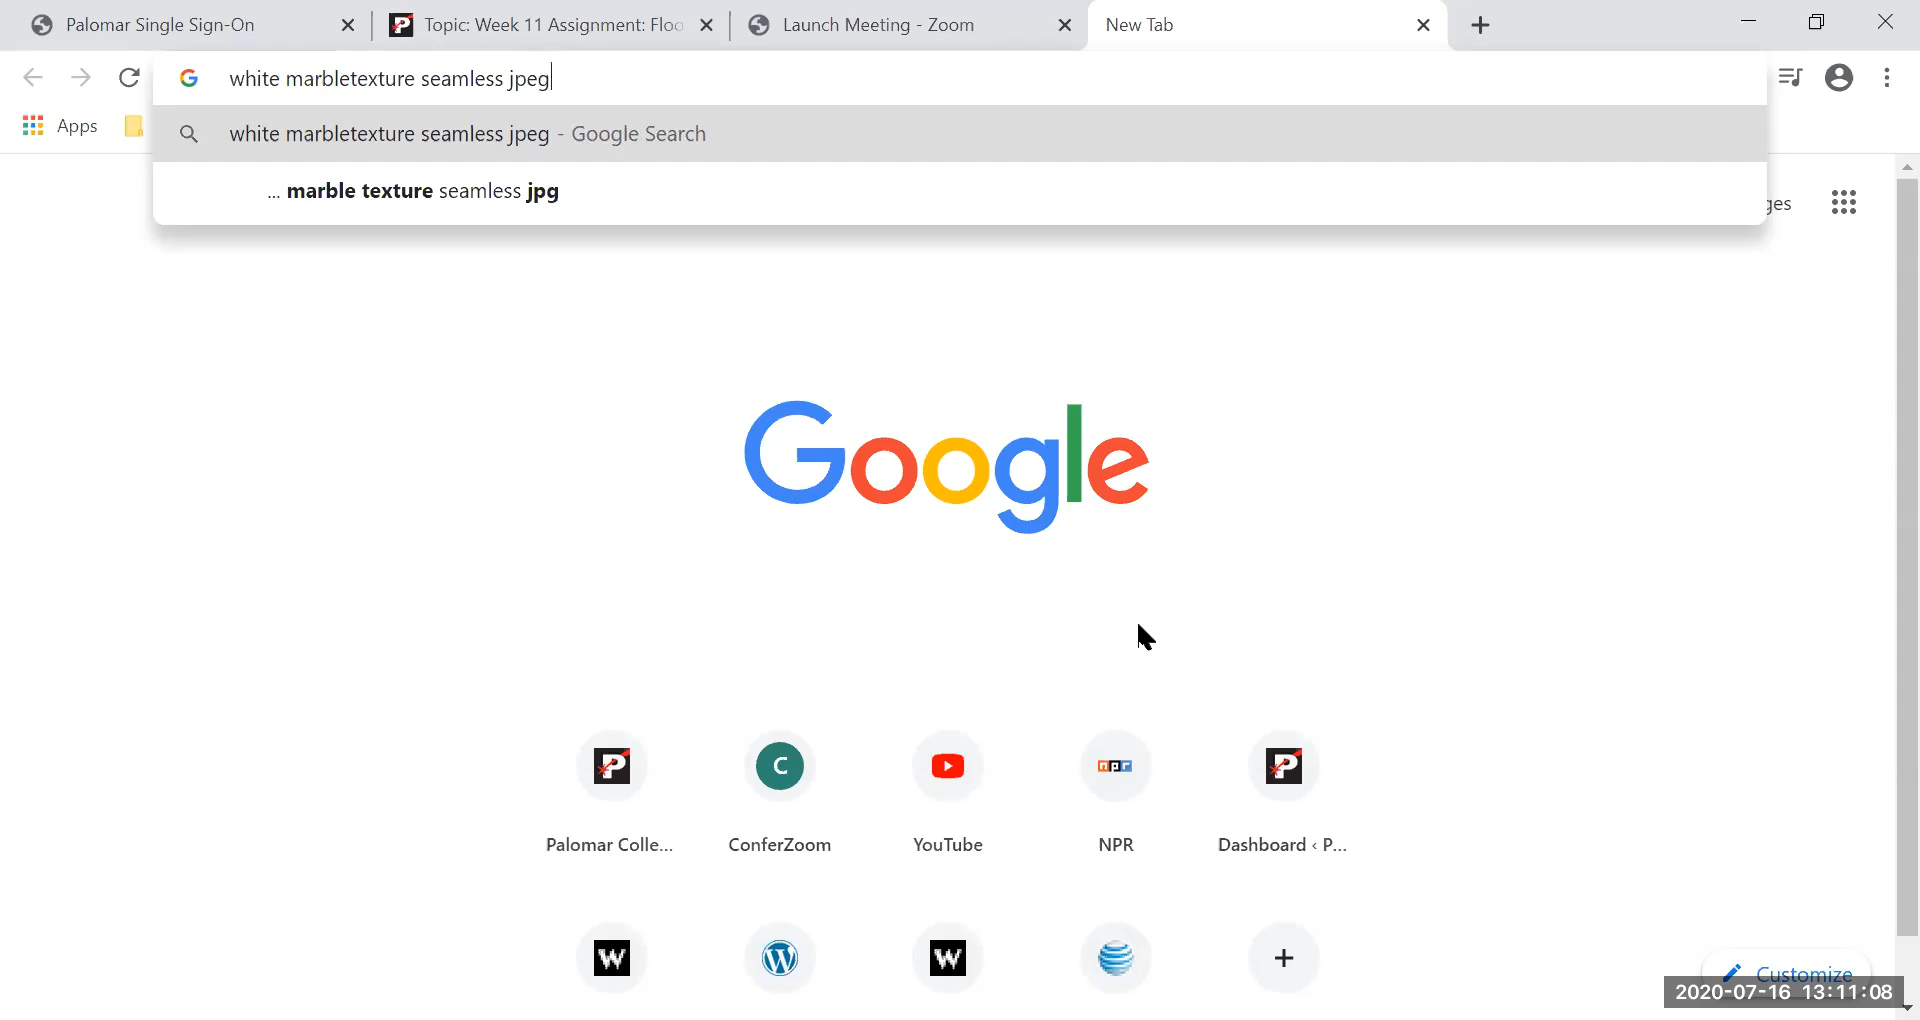 Palomar Single Sign-On
Topic: Week 11 Assignment: Floo
Launch Meeting - Zoom
New Tab
white marbletexture seamless jpeg
Apps
white marbletexture seamless jpeg - Google Search
... marble texture seamless jpg
ges
Google
C
npr
Palomar Colle...
ConferZoom
YouTube
NPR
Dashboard ‹ P...
W
W
W
Customize
2020-07-16 13:11:08